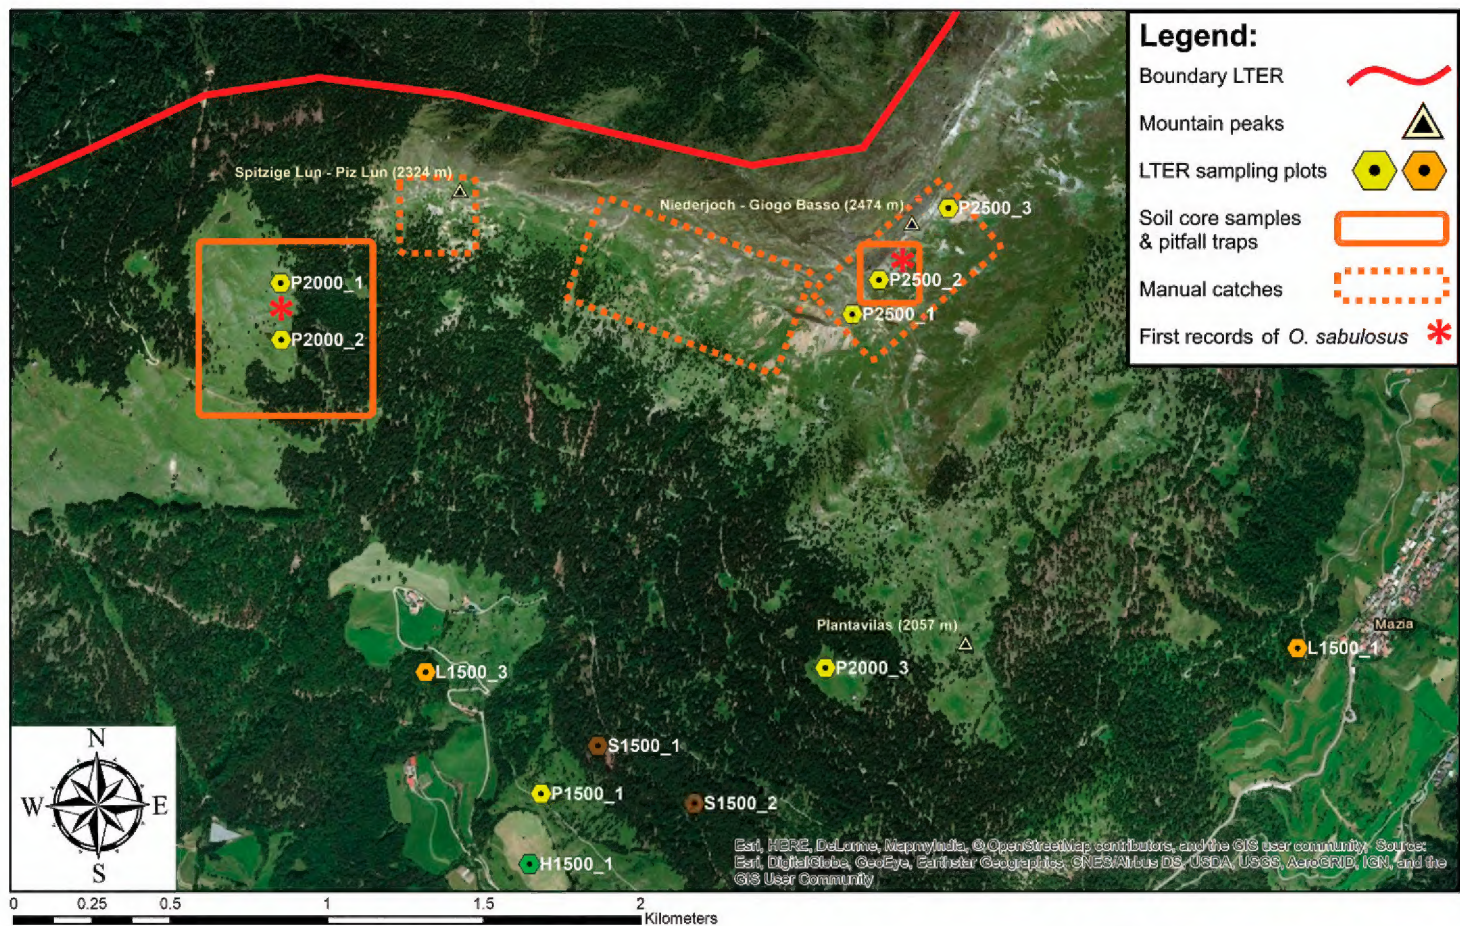 Legend:
Boundary LTER
Mountain peaks
LTER sampling plots
Soil core samples
& pitfall traps
Manual catches
First records of O. sabulosus
Spitzige Lun - Piz Lun (2324 m)
Niederjoch - Giogo Basso (2474 m)
P2500_3
P2000_1
P2500_2
P2500_1
P2000_2
Plantavilas (2057 m)
Mazia
L1500_1
P2000_3
L1500_3
S1500_1
P1500_1
S1500_2
H1500_1
N
W E
S
Esri, HERE, DeLorme, MapmyIndia, © OpenStreetMap contributors, and the GIS user community, Source:
Esri, DigitalGlobe, GeoEye, Earthstar Geographics, CNES/Airbus DS, USDA, USGS, AeroGRID, IGN, and the
GIS User Community
0 0.25 0.5 1 1.5 2
Kilometers